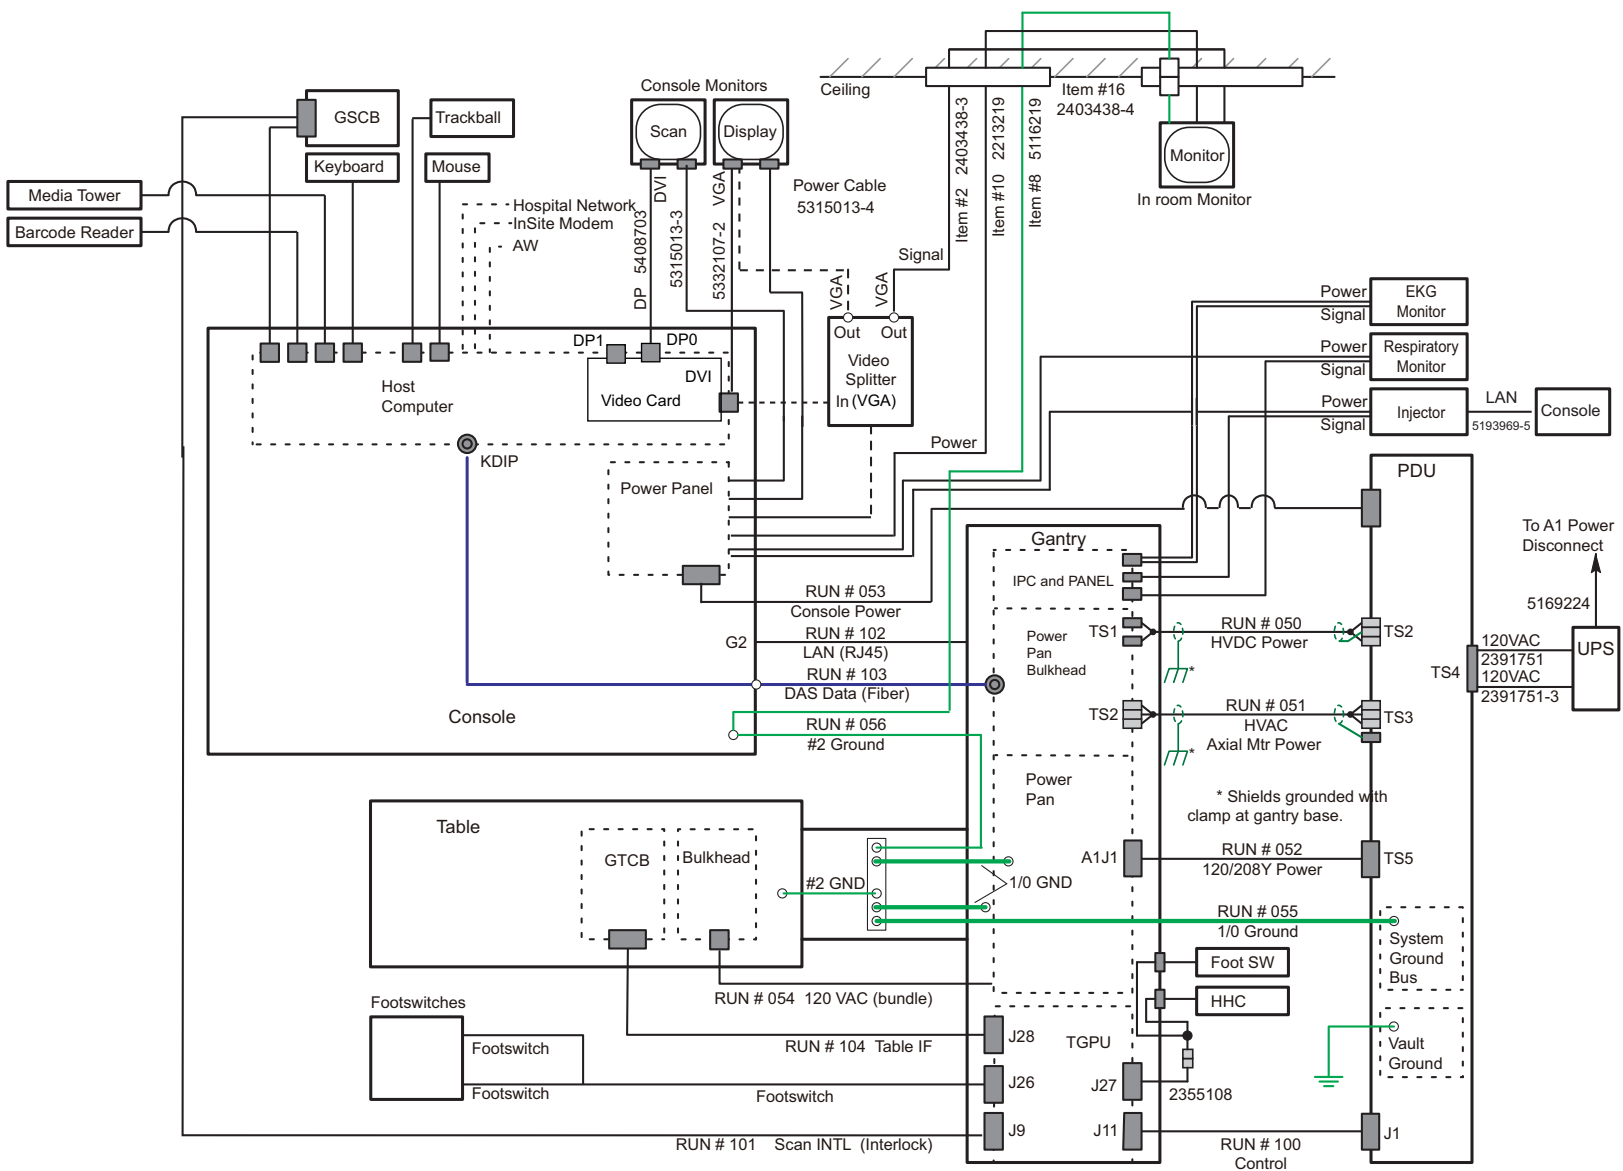 Console Monitors
Ceiling
Item #16
2403438-4
GSCB
Trackball
Scan
Display
Keyboard
Mouse
Monitor
In room Monitor
Media Tower
Barcode Reader
Hospital Network
InSite Modem
AW
DVI
DP 5408703
5315013-3
5332107-2 VGA
Power Cable
5315013-4
Item #2 2403438-3
Item #10 2213219
Item #8 5116219
Signal
VGA
VGA
Out
Out
Video
Splitter
In (VGA)
Power
Signal
EKG
Monitor
Power
Signal
Respiratory
Monitor
Power
Signal
Injector
LAN
5193969-5
Console
DP1
DP0
DVI
Video Card
Host
Computer
KDIP
Power
Power Panel
PDU
To A1 Power
Disconnect
Gantry
IPC and PANEL
RUN # 053
Console Power
5169224
G2
RUN # 102
LAN (RJ45)
Power
Pan
Bulkhead
TS1
RUN # 050
HVDC Power
TS2
*
120VAC
2391751
120VAC
2391751-3
UPS
TS4
RUN # 103
DAS Data (Fiber)
Console
RUN # 056
#2 Ground
TS2
RUN # 051
HVAC
Axial Mtr Power
TS3
*
Power
Pan
* Shields grounded with
clamp at gantry base.
Table
GTCB
Bulkhead
#2 GND
1/0 GND
A1J1
RUN # 052
120/208Y Power
TS5
RUN # 055
1/0 Ground
System
Ground
Bus
Foot SW
HHC
RUN # 054 120 VAC (bundle)
Footswitches
Footswitch
Footswitch
Footswitch
RUN # 104 Table IF
J28
TGPU
Vault
Ground
J26
J27
2355108
J9
J11
RUN # 101 Scan INTL (Interlock)
RUN # 100
Control
J1